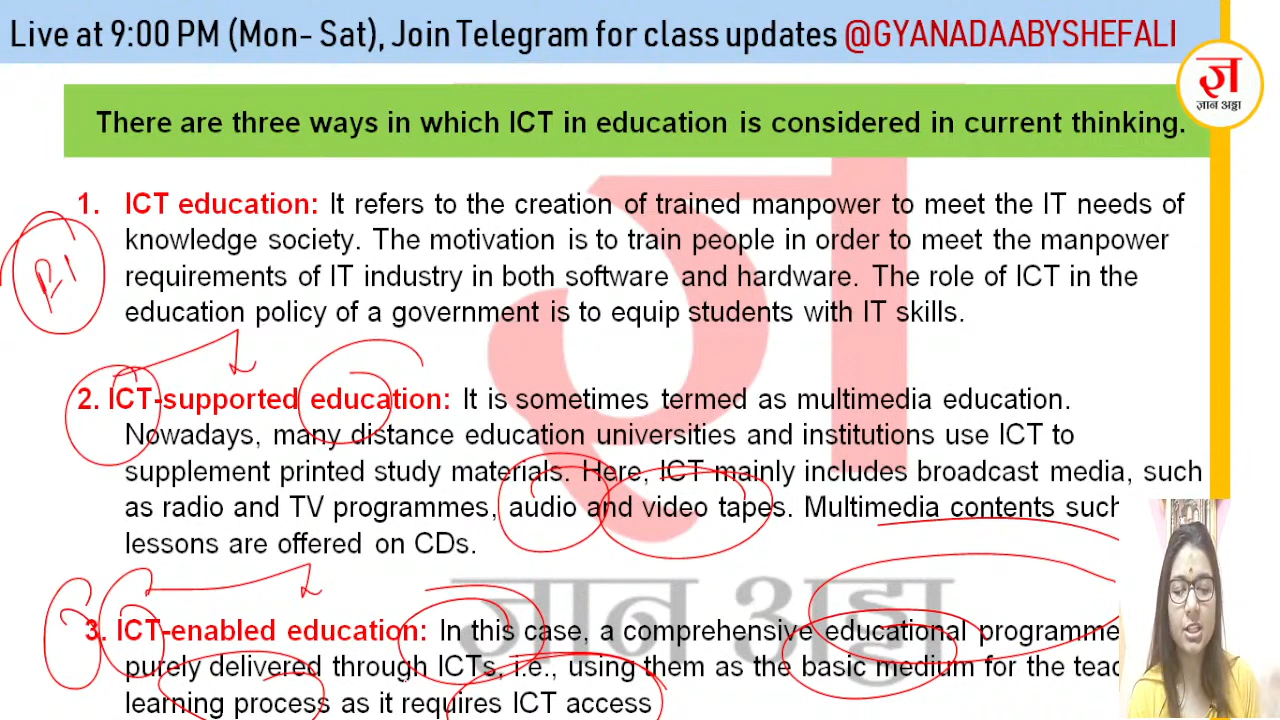 Live at 9:00 PM (Mon- Sat), Join Telegram for class updates @GYANADAABYSHEFALI
ज्ञ
ज्ञान अड्डा
There are three ways in which ICT in education is considered in current thinking.
1. ICT education: It refers to the creation of trained manpower to meet the IT needs of
knowledge society. The motivation is to train people in order to meet the manpower
requirements of IT industry in both software and hardware. The role of ICT in the
education policy of a government is to equip students with IT skills.
2. ICT-supported education: It is sometimes termed as multimedia education.
Nowadays, many distance education universities and institutions use ICT to
supplement printed study materials. Here, ICT mainly includes broadcast media, such
as radio and TV programmes, audio and video tapes. Multimedia contents such
lessons are offered on CDs.
ज्ञान अड्डा
3. ICT-enabled education: In this case, a comprehensive educational programme
purely delivered through ICTs, i.e., using them as the basic medium for the
learning process as it requires ICT access